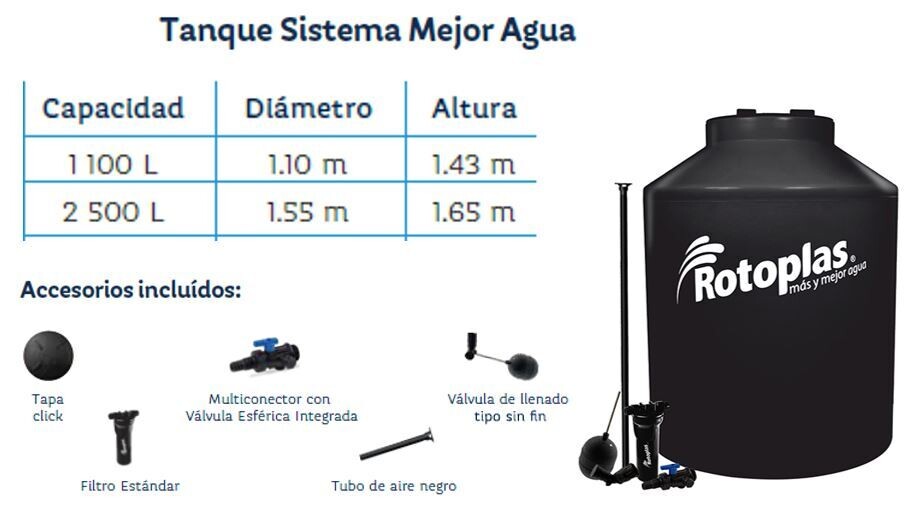 Tanque Sistema Mejor Agua
Capacidad Diámetro Altura
1 100 L 1.10 m 1.43 m
2 500 L 1.55 m 1.65 m
Accesorios incluídos:
Tapa
click
Multiconector con
Válvula Esférica Integrada
Válvula de llenado
tipo sin fin
Filtro Estándar
Tubo de aire negro
Rotoplas®
más y mejor agua
Rotoplas
Rotoplas